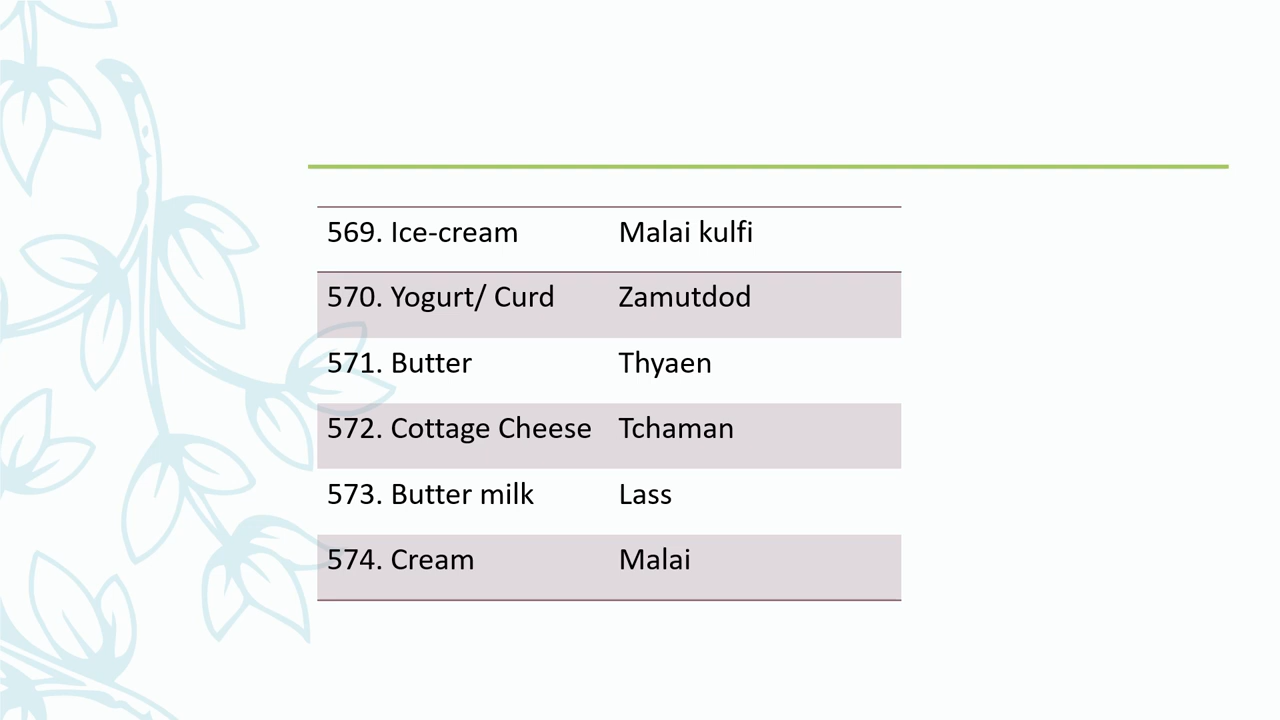 569. Ice-cream Malai kulfi
570. Yogurt/ Curd Zamutdod
571. Butter Thyaen
572. Cottage Cheese Tchaman
573. Butter milk Lass
574. Cream Malai